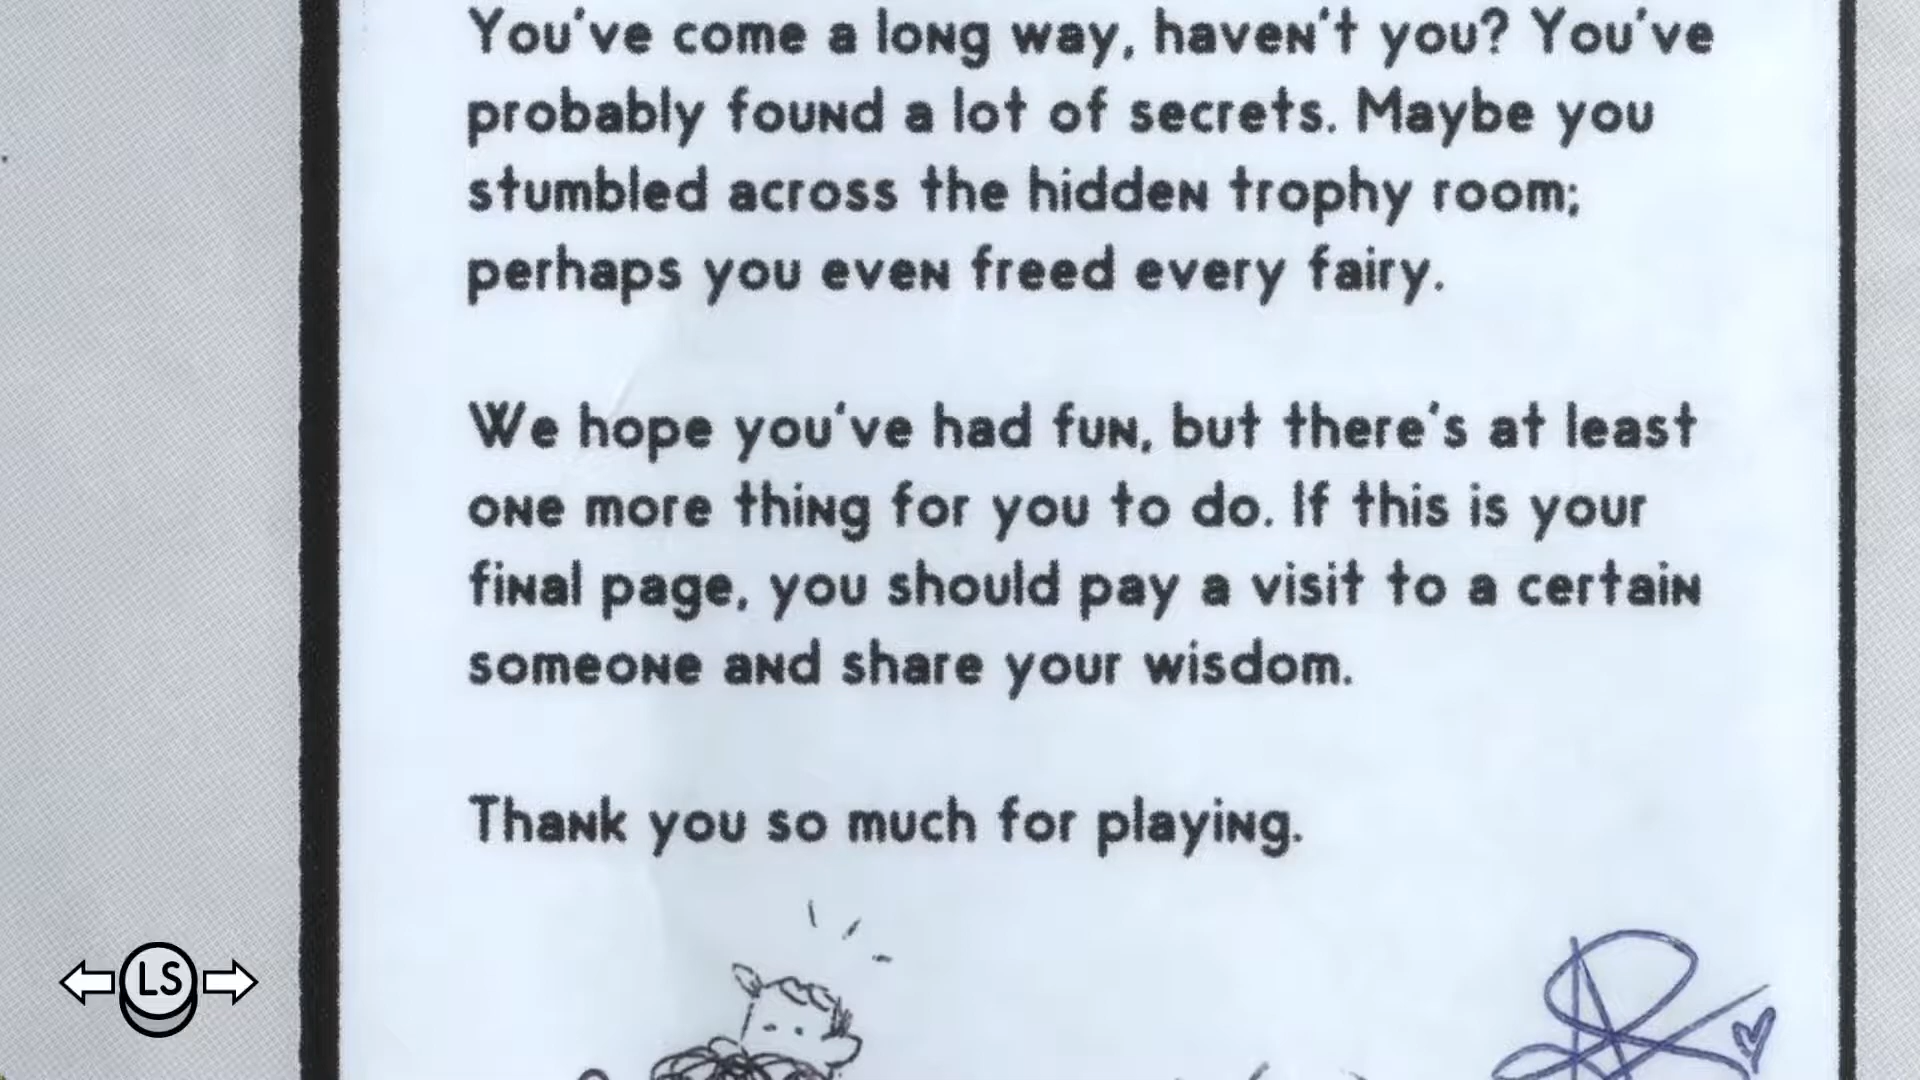 You've come a long way, haven't you? You've
probably found a lot of secrets. Maybe you
stumbled across the hidden trophy room;
perhaps you even freed every fairy.
We hope you've had fun, but there's at least
one more thing for you to do. If this is your
final page, you should pay a visit to a certain
someone and share your wisdom.
Thank you so much for playing.
LS